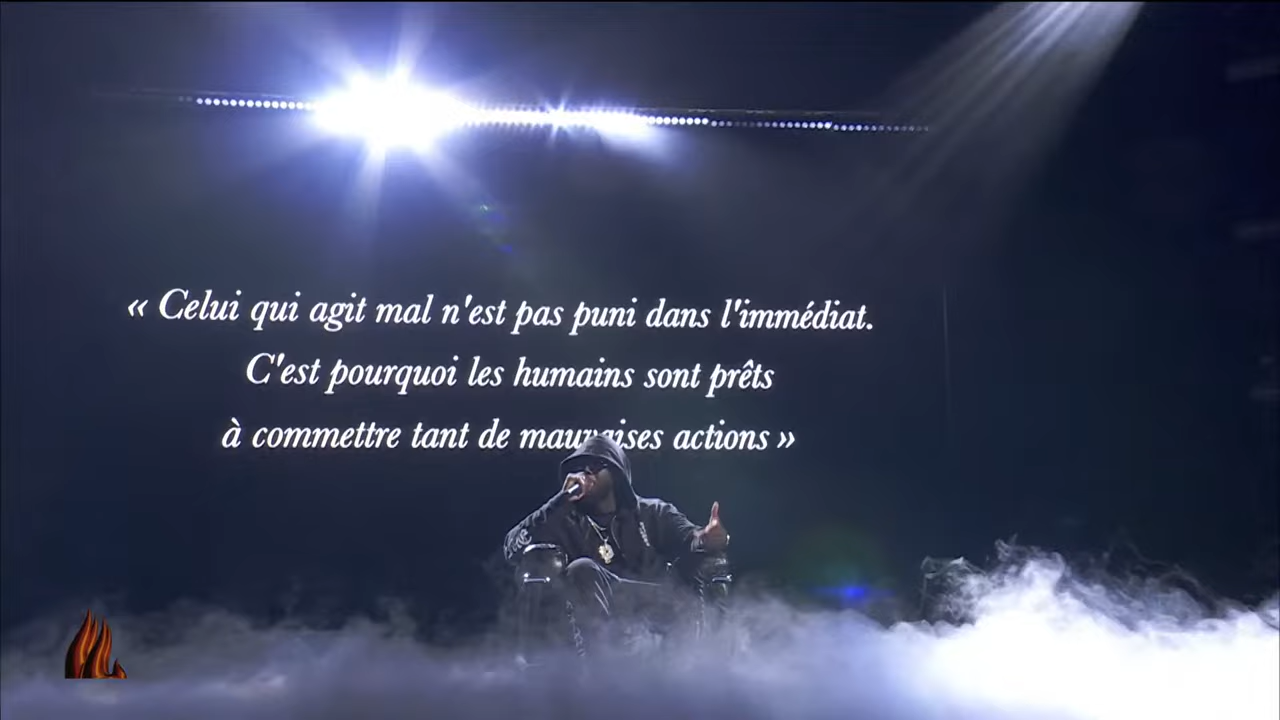 « Celui qui agit mal n'est pas puni dans l'immédiat.
C'est pourquoi les humains sont prêts
à commettre tant de mauvaises actions »